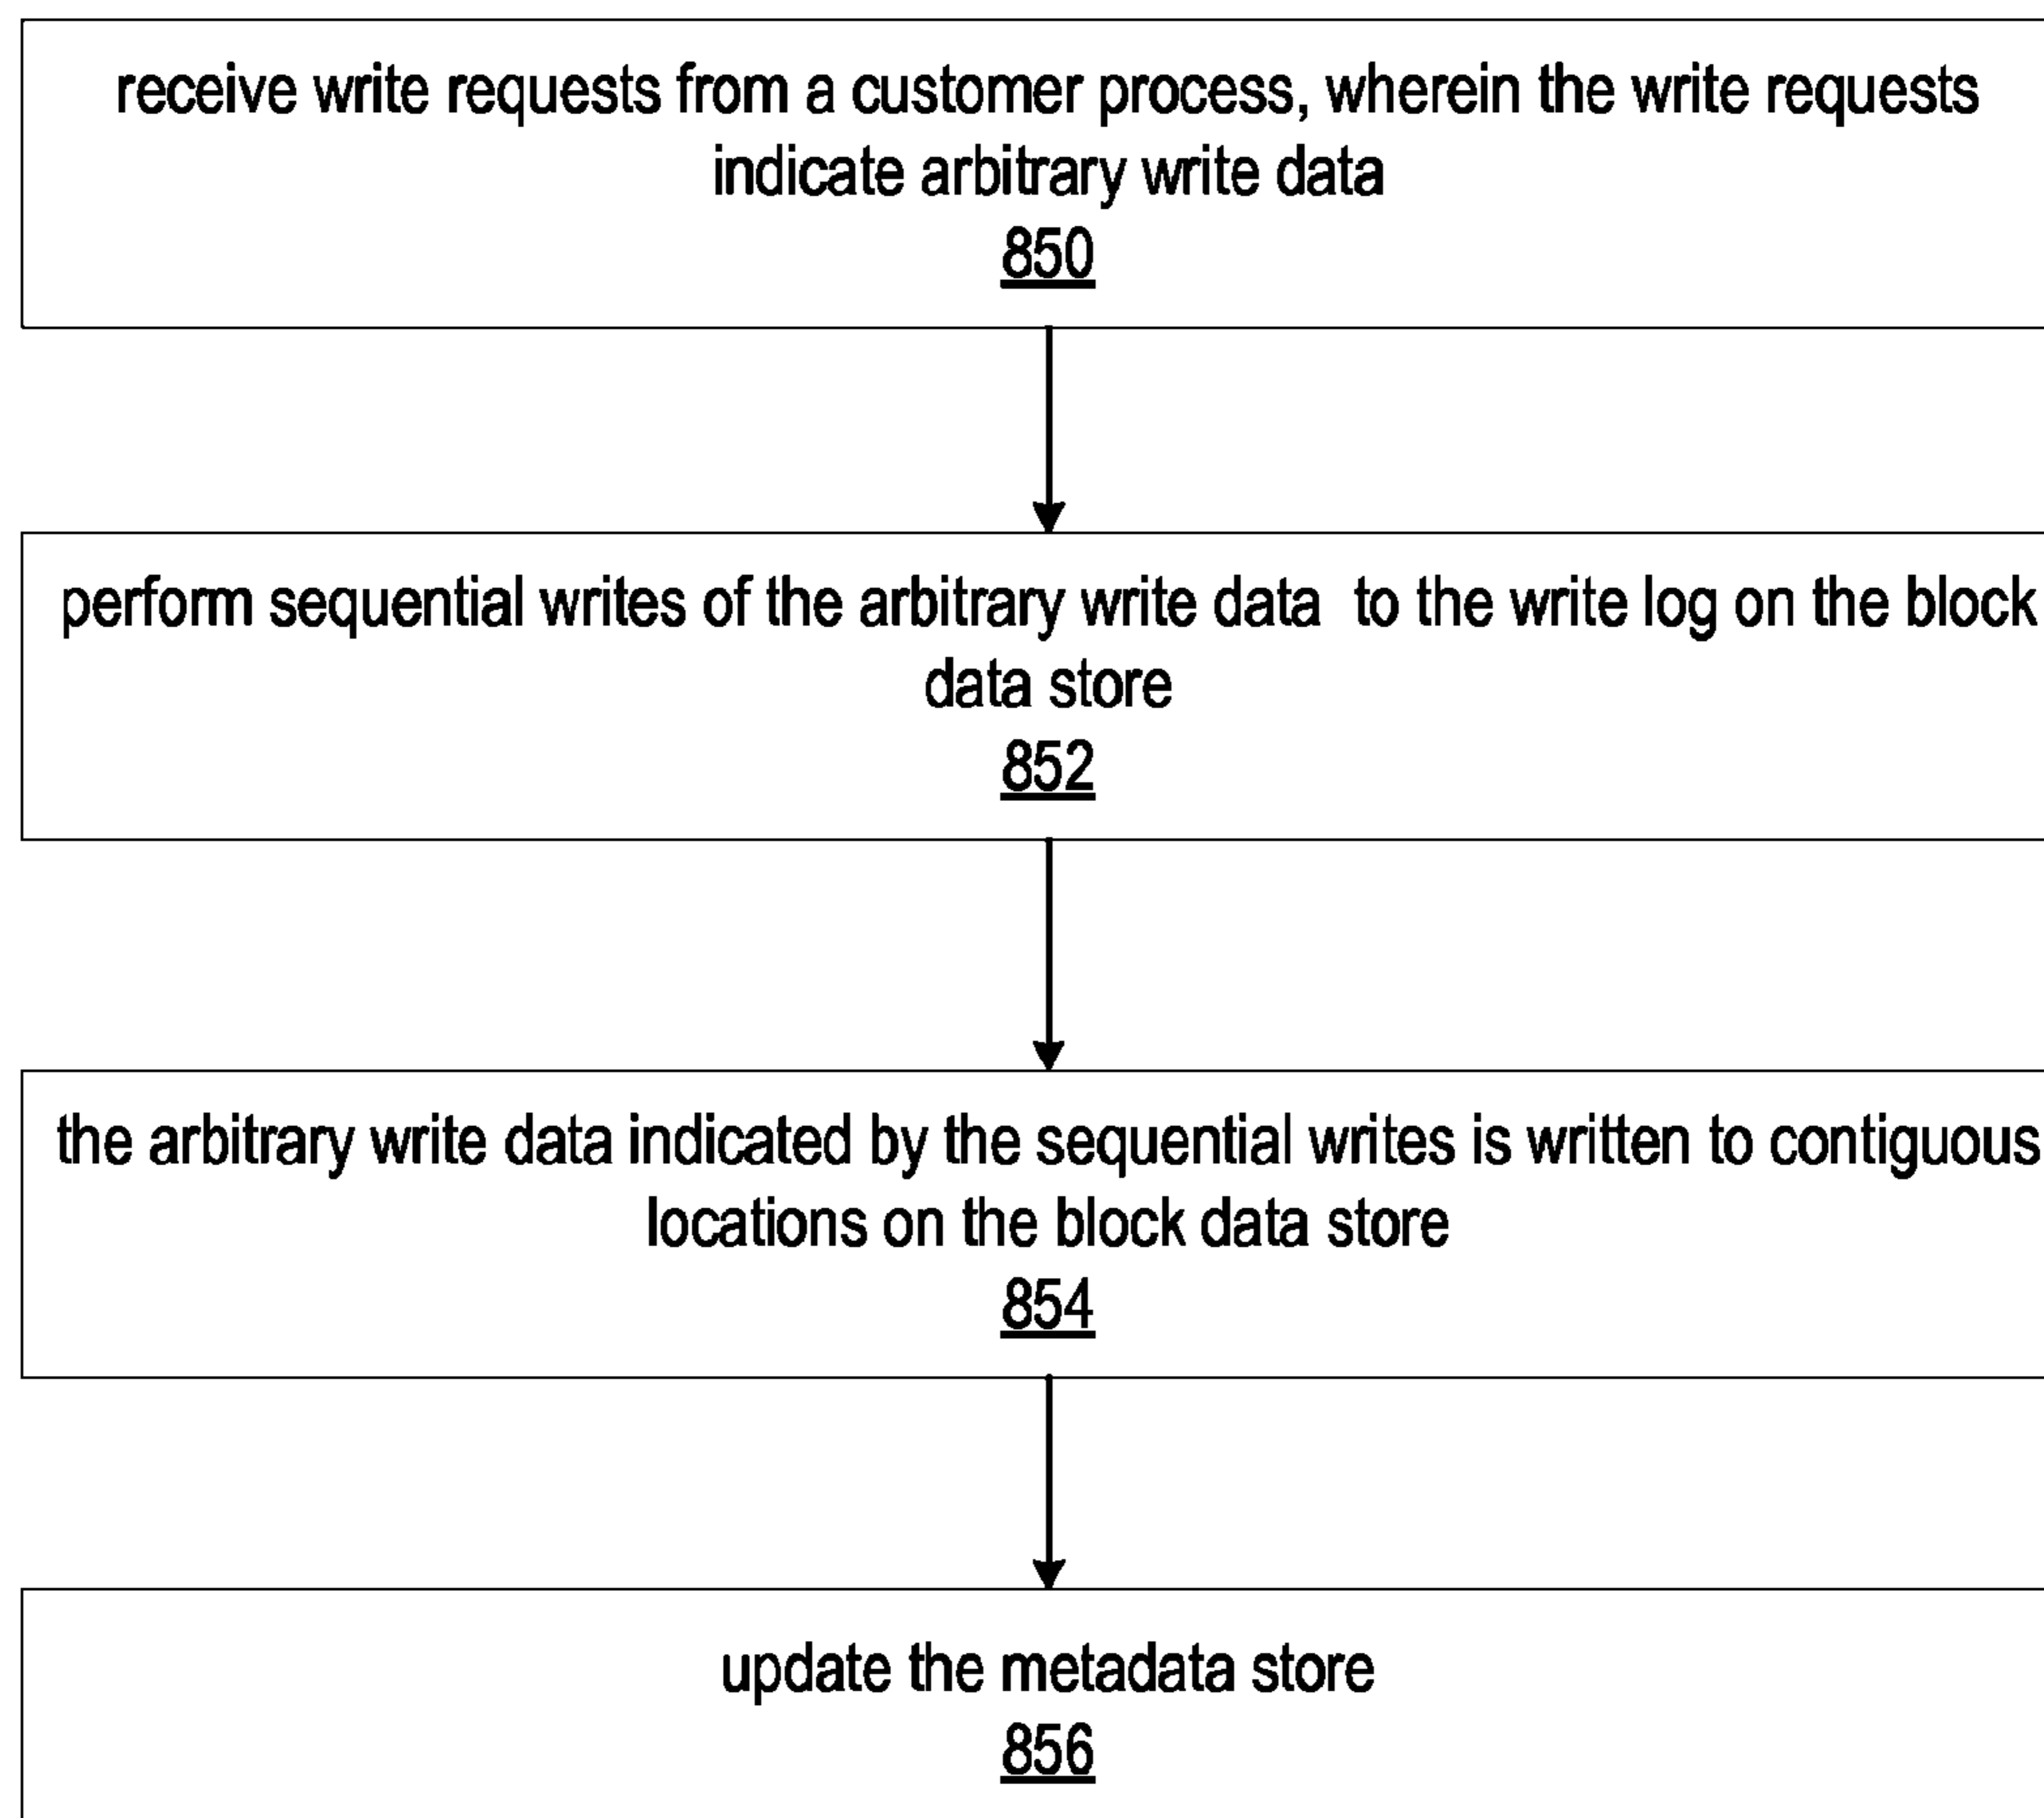 receive write requests from a customer process, wherein the write requests
indicate arbitrary write data
850
perform sequential writes of the arbitrary write data  to the write log on the block
data store
852
the arbitrary write data indicated by the sequential writes is written to contiguous
locations on the block data store
854
update the metadata store
856